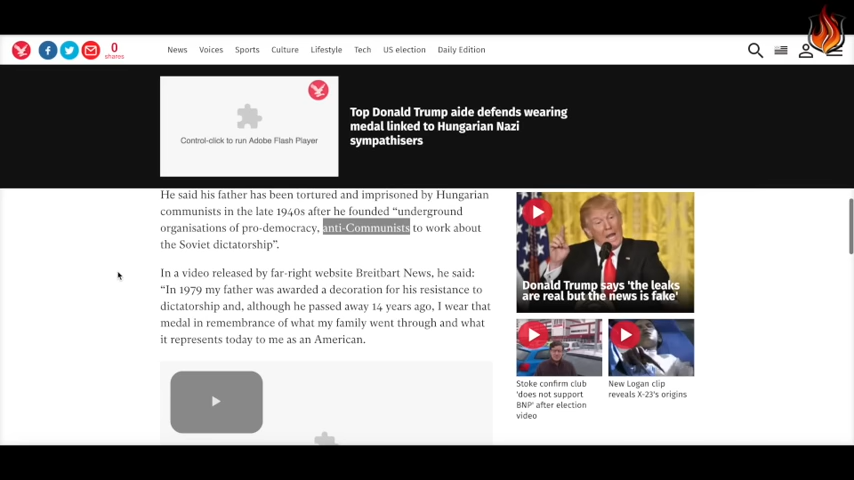 0
shares
News Voices Sports Culture Lifestyle Tech US election Daily Edition
Control-click to run Adobe Flash Player
Top Donald Trump aide defends wearing
medal linked to Hungarian Nazi
sympathisers
He said his father has been tortured and imprisoned by Hungarian
communists in the late 1940s after he founded “underground
organisations of pro-democracy, anti-Communists to work about
the Soviet dictatorship”.
In a video released by far-right website Breitbart News, he said:
“In 1979 my father was awarded a decoration for his resistance to
dictatorship and, although he passed away 14 years ago, I wear that
medal in remembrance of what my family went through and what
it represents today to me as an American.
Donald Trump says 'the leaks
are real but the news is fake'
Stoke confirm club
'does not support
BNP' after election
video
New Logan clip
reveals X-23's origins